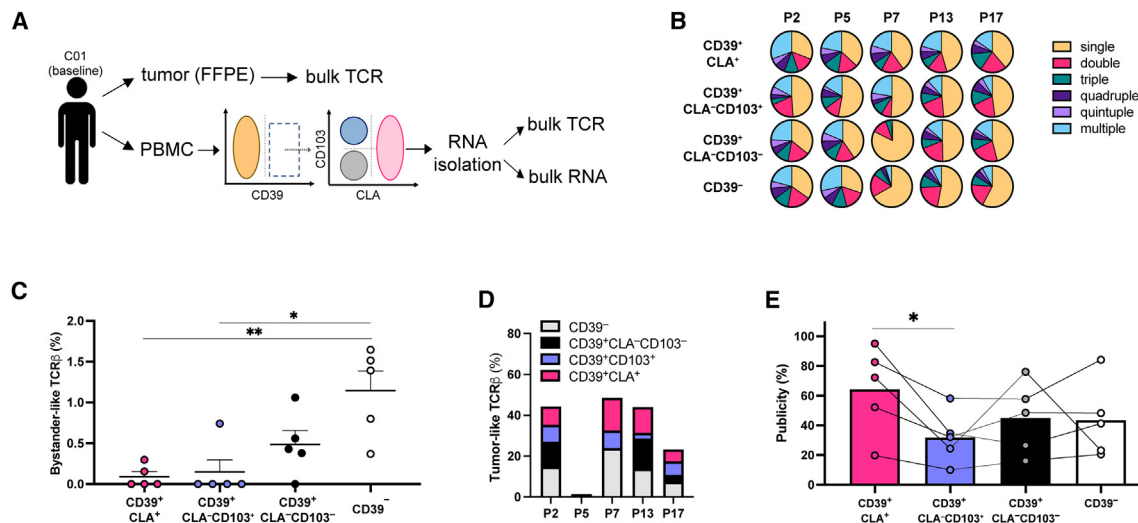 A
C01
(baseline)
tumor (FFPE)
bulk TCR
PBMC
CD103
CD39
CLA
RNA
isolation
bulk TCR
bulk RNA
B
P2 P5 P7 P13 P17
CD39⁺
CLA⁺
CD39⁺
CLA⁻CD103⁺
CD39⁺
CLA⁻CD103⁻
CD39⁻
single
double
triple
quadruple
quintuple
multiple
C
Bystander-like TCRβ (%)
2.0
1.5
1.0
0.5
0.0
*
**
CD39⁺
CLA⁺
CD39⁺
CLA⁻CD103⁺
CD39⁺
CLA⁻CD103⁻
CD39⁻
D
Tumor-like TCRβ (%)
80
60
40
20
0
CD39⁻
CD39⁺CLA⁻CD103⁻
CD39⁺CD103⁺
CD39⁺CLA⁺
P2 P5 P7 P13 P17
E
Publicity (%)
100
80
60
40
20
0
*
CD39⁺
CLA⁺
CD39⁺
CLA⁻CD103⁺
CD39⁺
CLA⁻CD103⁻
CD39⁻